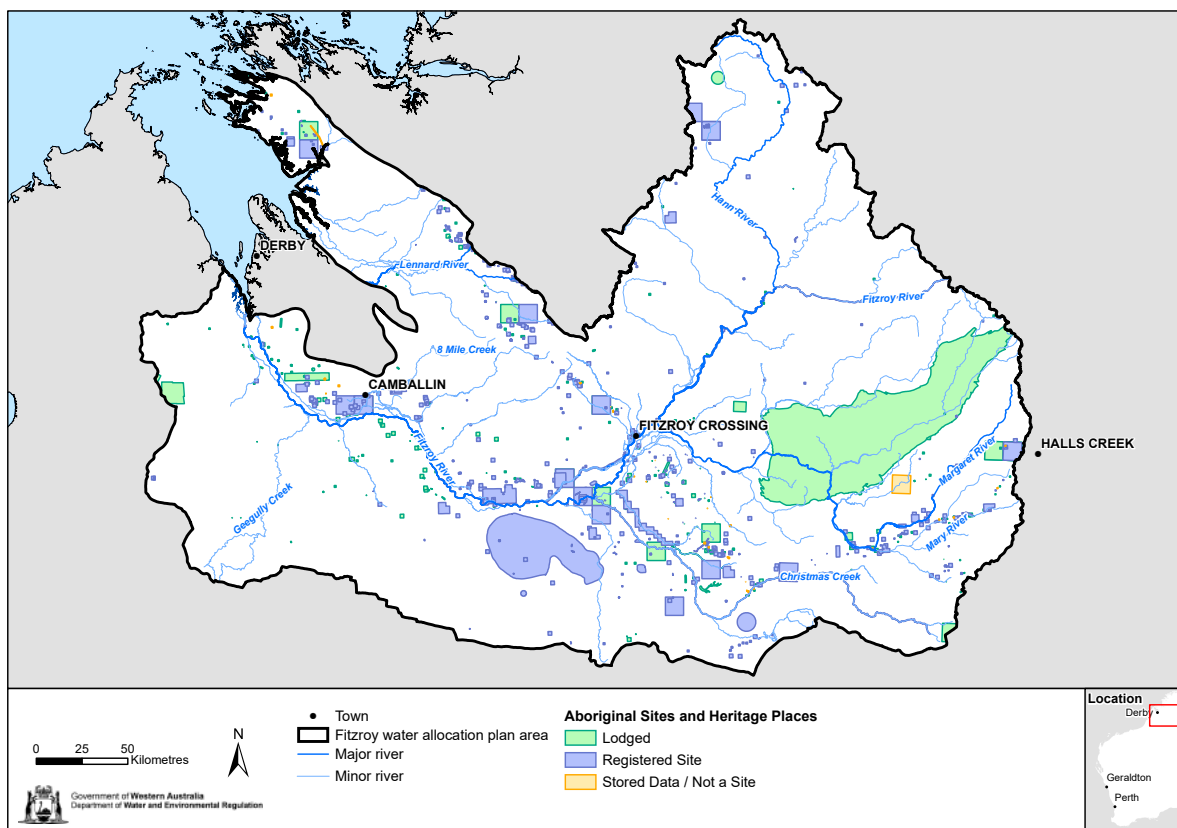 Hann River
DERBY
Lennard River
Fitzroy River
8 Mile Creek
CAMBALLIN
FITZROY CROSSING
HALLS CREEK
Fitzroy River
Margaret River
Geegully Creek
Mary River
Christmas Creek
0 25 50
Kilometres
N
Government of Western Australia
Department of Water and Environmental Regulation
Town
Fitzroy water allocation plan area
Major river
Minor river
Aboriginal Sites and Heritage Places
Lodged
Registered Site
Stored Data / Not a Site
Location
Derby
Geraldton
Perth